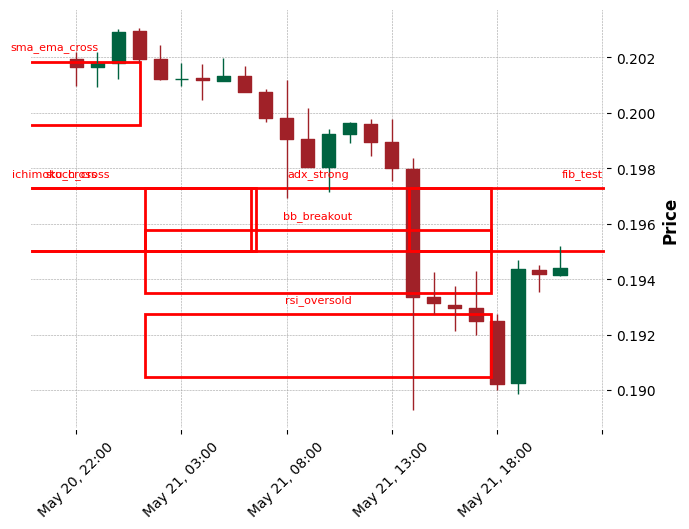 sma_ema_cross
0.202
0.200
0.198
ichimoku_cross
stoch_cross
adx_strong
fib_test
0.196
bb_breakout
Price
0.194
rsi_oversold
0.192
0.190
May 20, 22:00
May 21, 03:00
May 21, 08:00
May 21, 13:00
May 21, 18:00